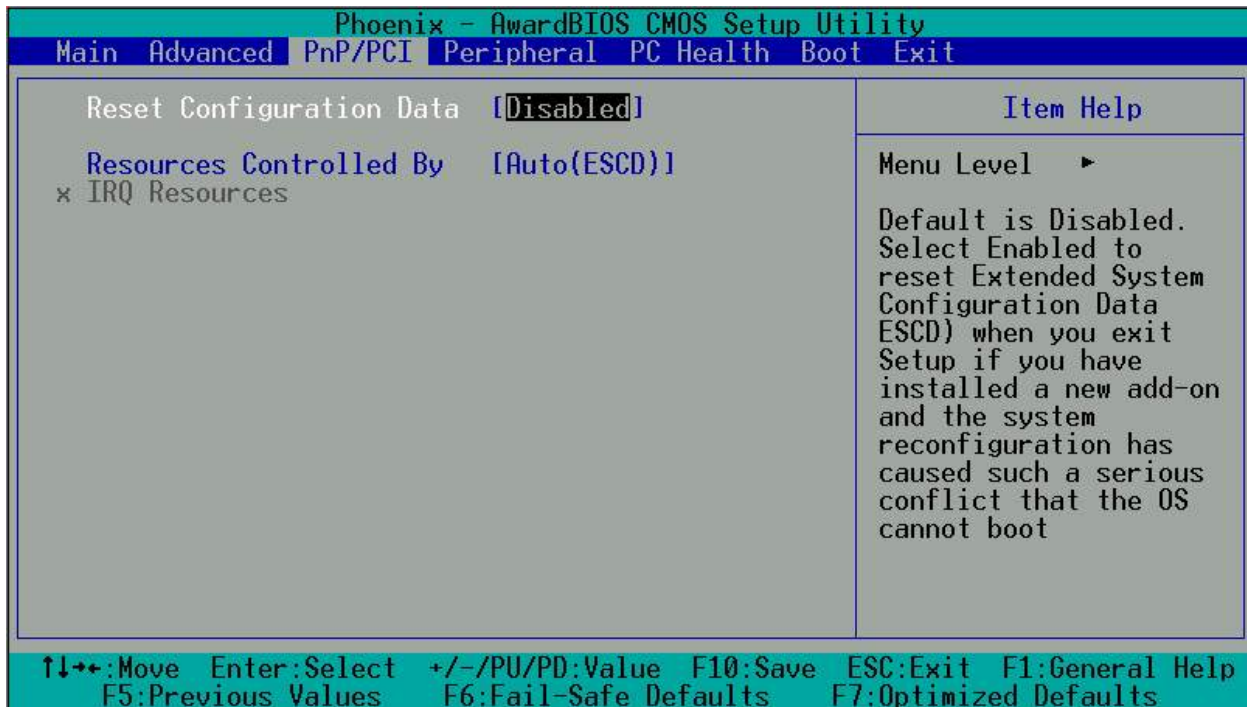 Phoenix - AwardBIOS CMOS Setup Utility
Main Advanced PnP/PCI Peripheral PC Health Boot Exit
Reset Configuration Data [Disabled]
Resources Controlled By [Auto(ESCD)]
x IRQ Resources
Item Help
Menu Level ►
Default is Disabled.
Select Enabled to
reset Extended System
Configuration Data
ESCD) when you exit
Setup if you have
installed a new add-on
and the system
reconfiguration has
caused such a serious
conflict that the OS
cannot boot
↑↓→←:Move Enter:Select +/-/PU/PD:Value F10:Save ESC:Exit F1:General Help
F5:Previous Values F6:Fail-Safe Defaults F7:Optimized Defaults